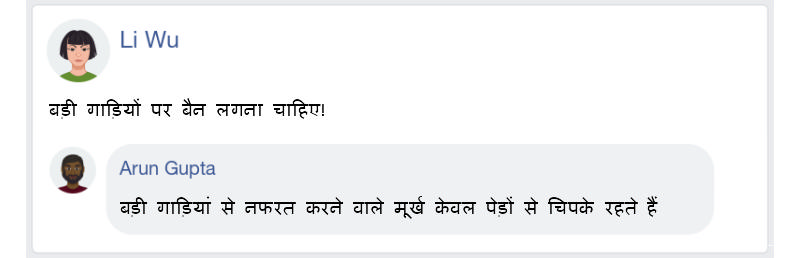 Li Wu
बड़ी गाड़ियों पर बैन लगना चाहिए!
Arun Gupta
बड़ी गाड़ियां से नफरत करने वाले मूर्ख केवल पेड़ों से चिपके रहते हैं